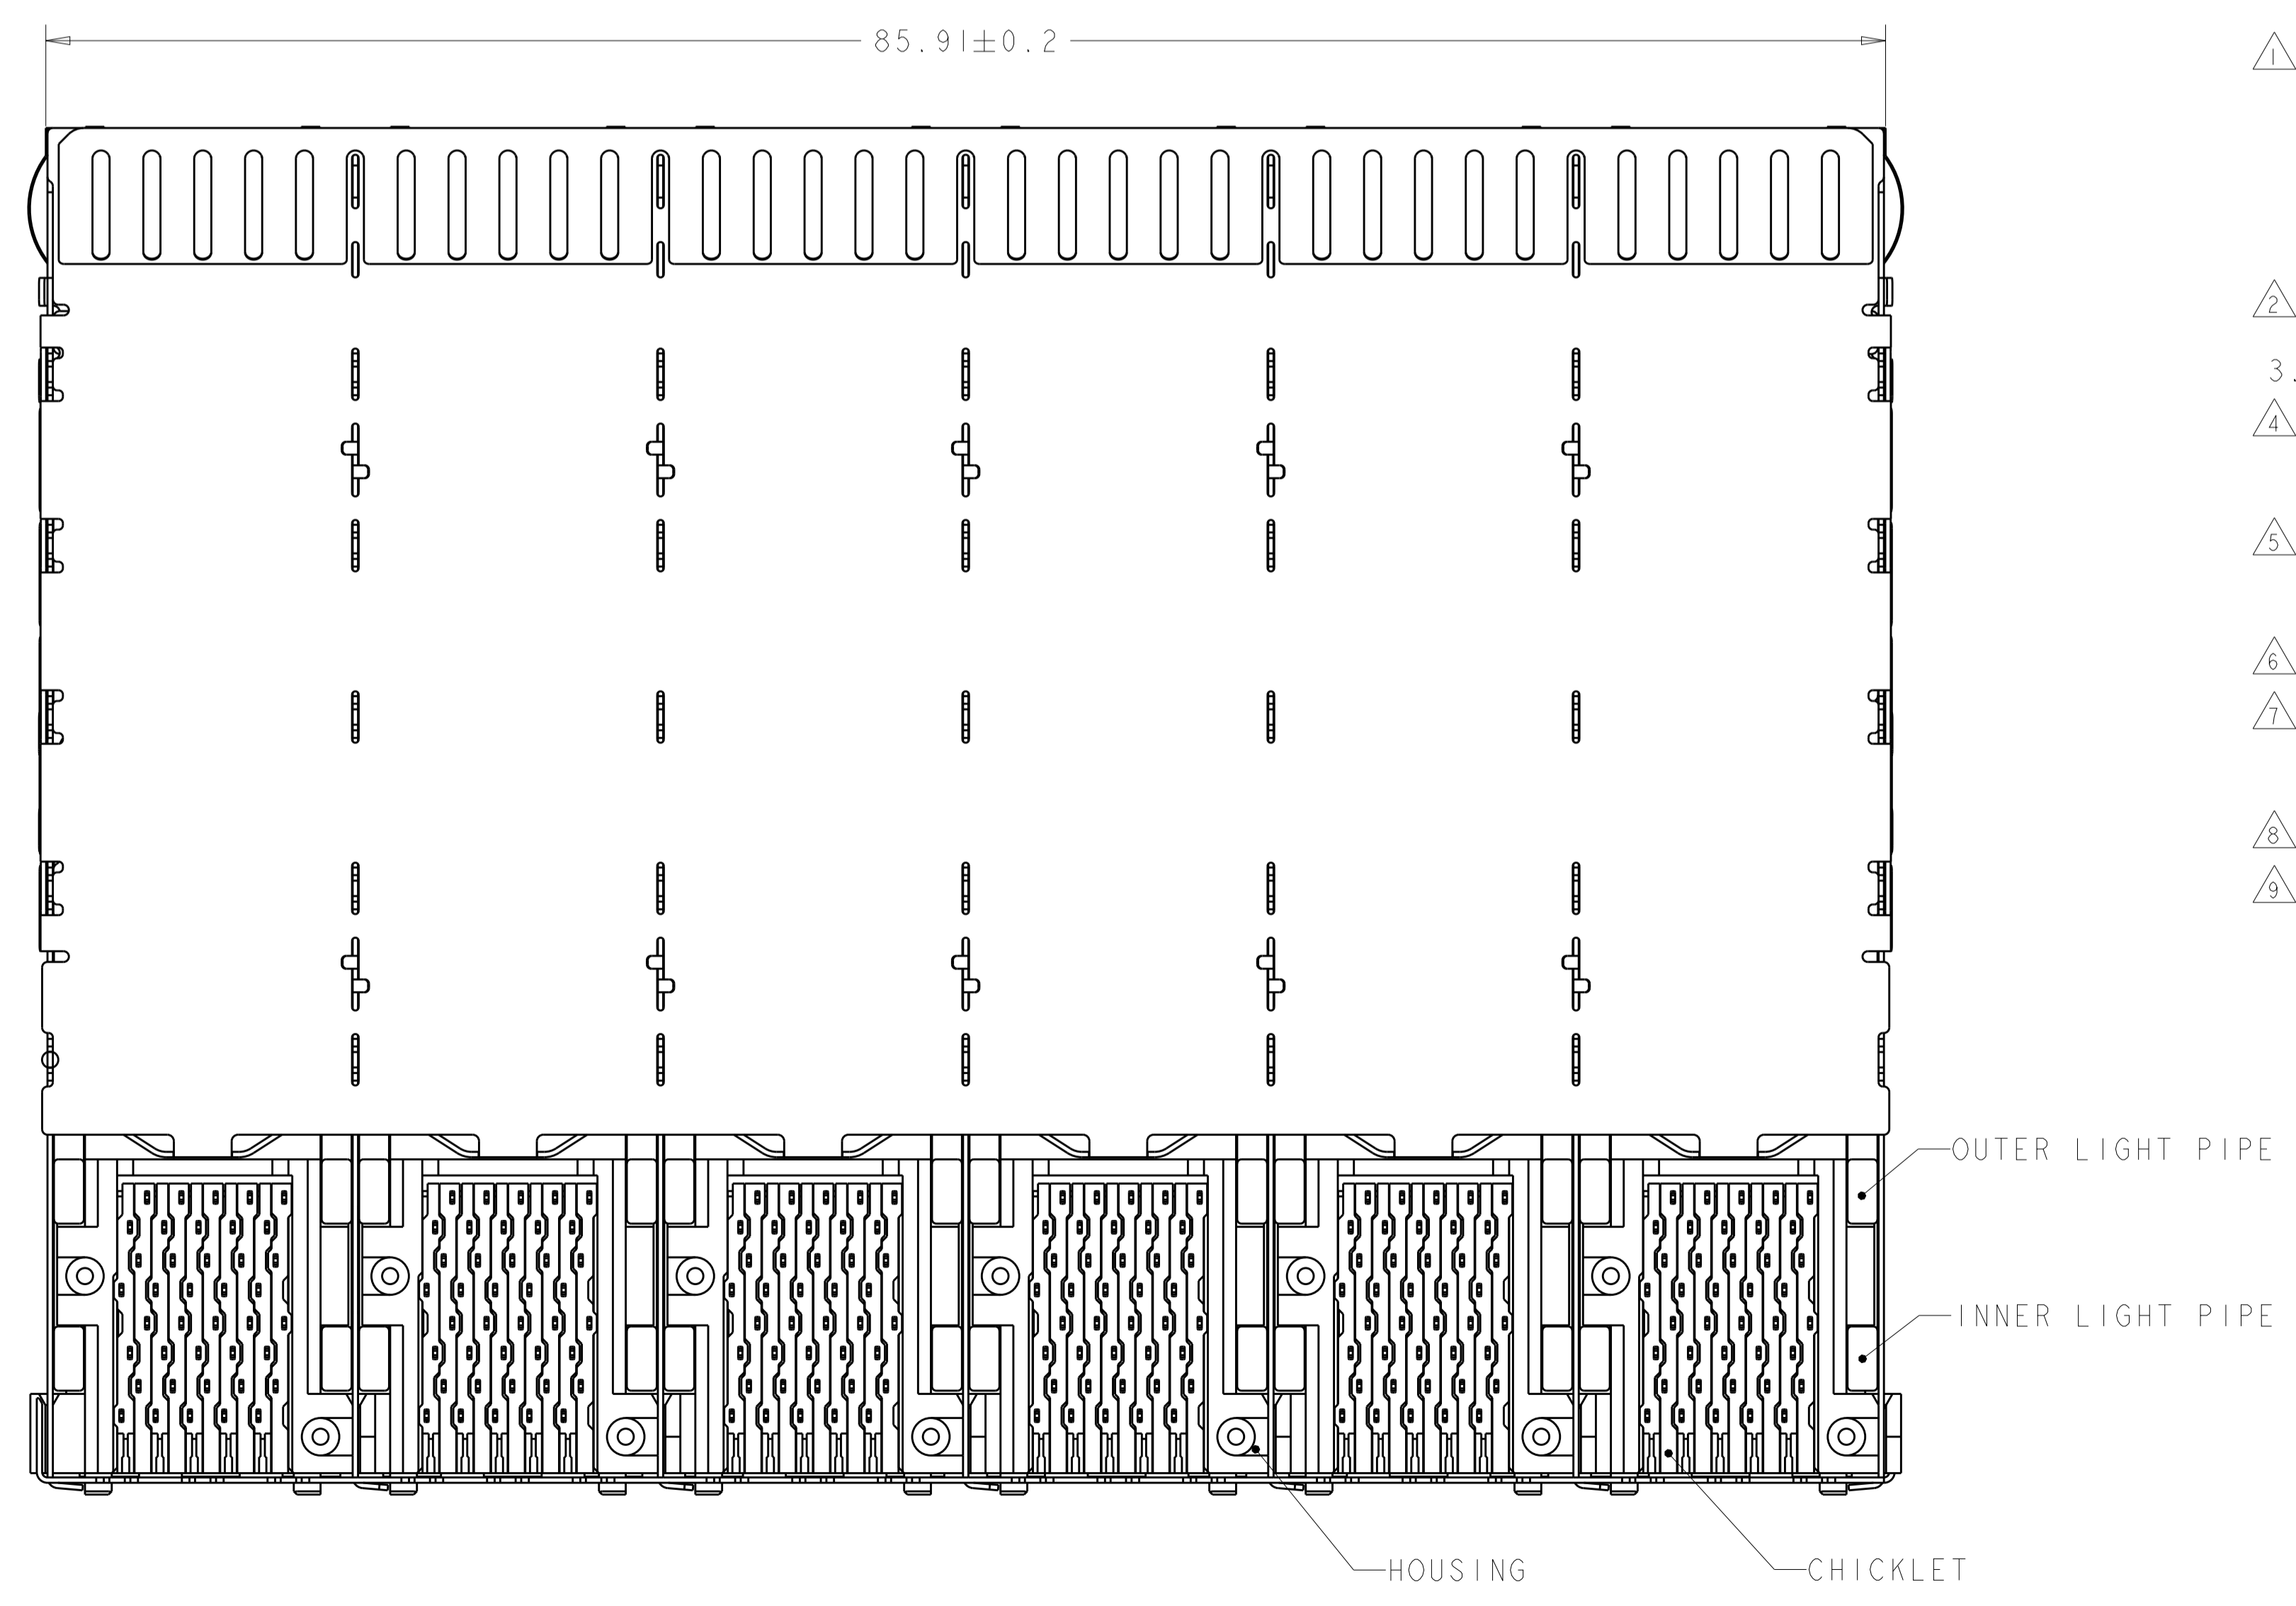 85.91±0.2
1
2
3.
4
5
6
7
8
9
OUTER LIGHT PIPE
INNER LIGHT PIPE
HOUSING
CHICKLET